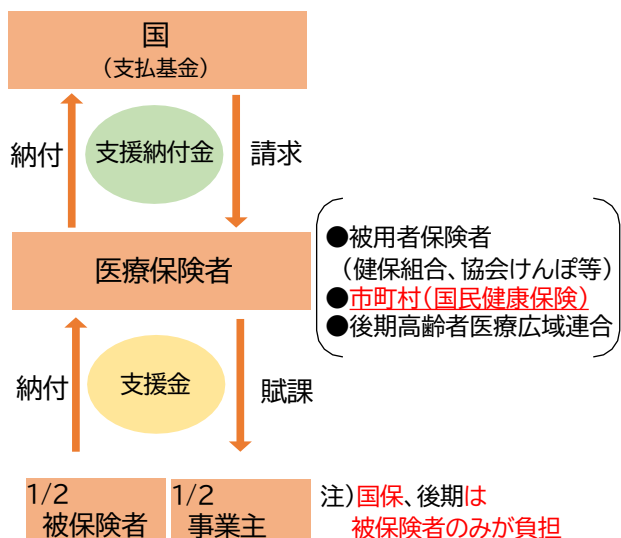 国
（支払基金）
納付
支援納付金
請求
医療保険者
●被用者保険者
（健保組合、協会けんぽ等）
●市町村（国民健康保険）
●後期高齢者医療広域連合
納付
支援金
賦課
1/2
被保険者
1/2
事業主
注）国保、後期は
被保険者のみが負担